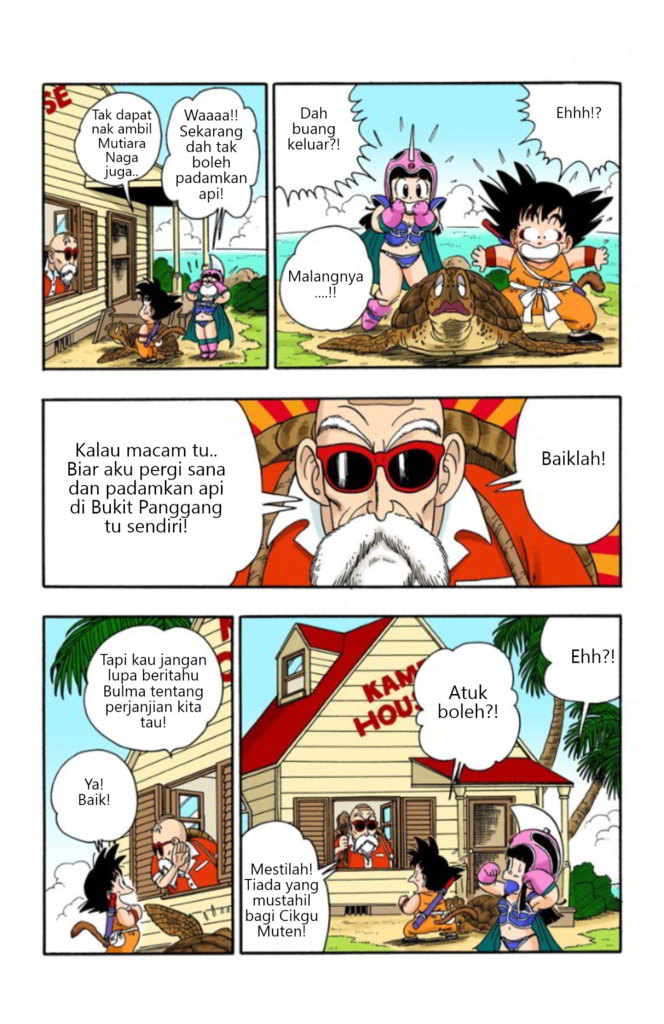 Ehhh!?
Dah
buang
keluar?!
Malangnya
....!!
Waaaa!!
Sekarang
dah tak
boleh
padamkan
api!
Tak dapat
nak ambil
Mutiara
Naga
juga..
SE
Baiklah!
Kalau macam tu..
Biar aku pergi sana
dan padamkan api
di Bukit Panggang
tu sendiri!
Ehh?!
Atuk
boleh?!
KAM
HOU
Mestilah!
Tiada yang
mustahil
bagi Cikgu
Muten!
Tapi kau jangan
lupa beritahu
Bulma tentang
perjanjian kita
tau!
Ya!
Baik!